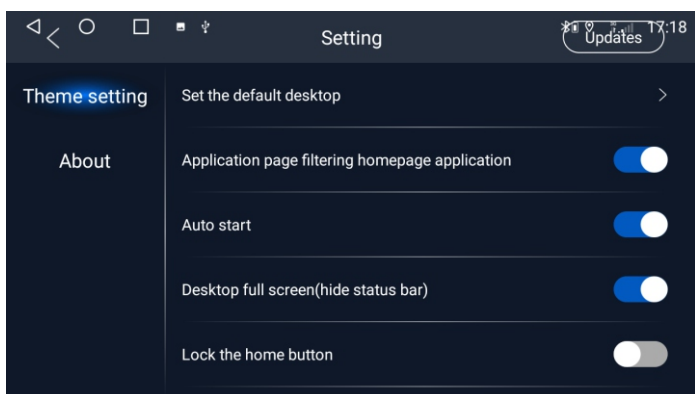 Setting
Updates
17:18
Theme setting
Set the default desktop
About
Application page filtering homepage application
Auto start
Desktop full screen(hide status bar)
Lock the home button